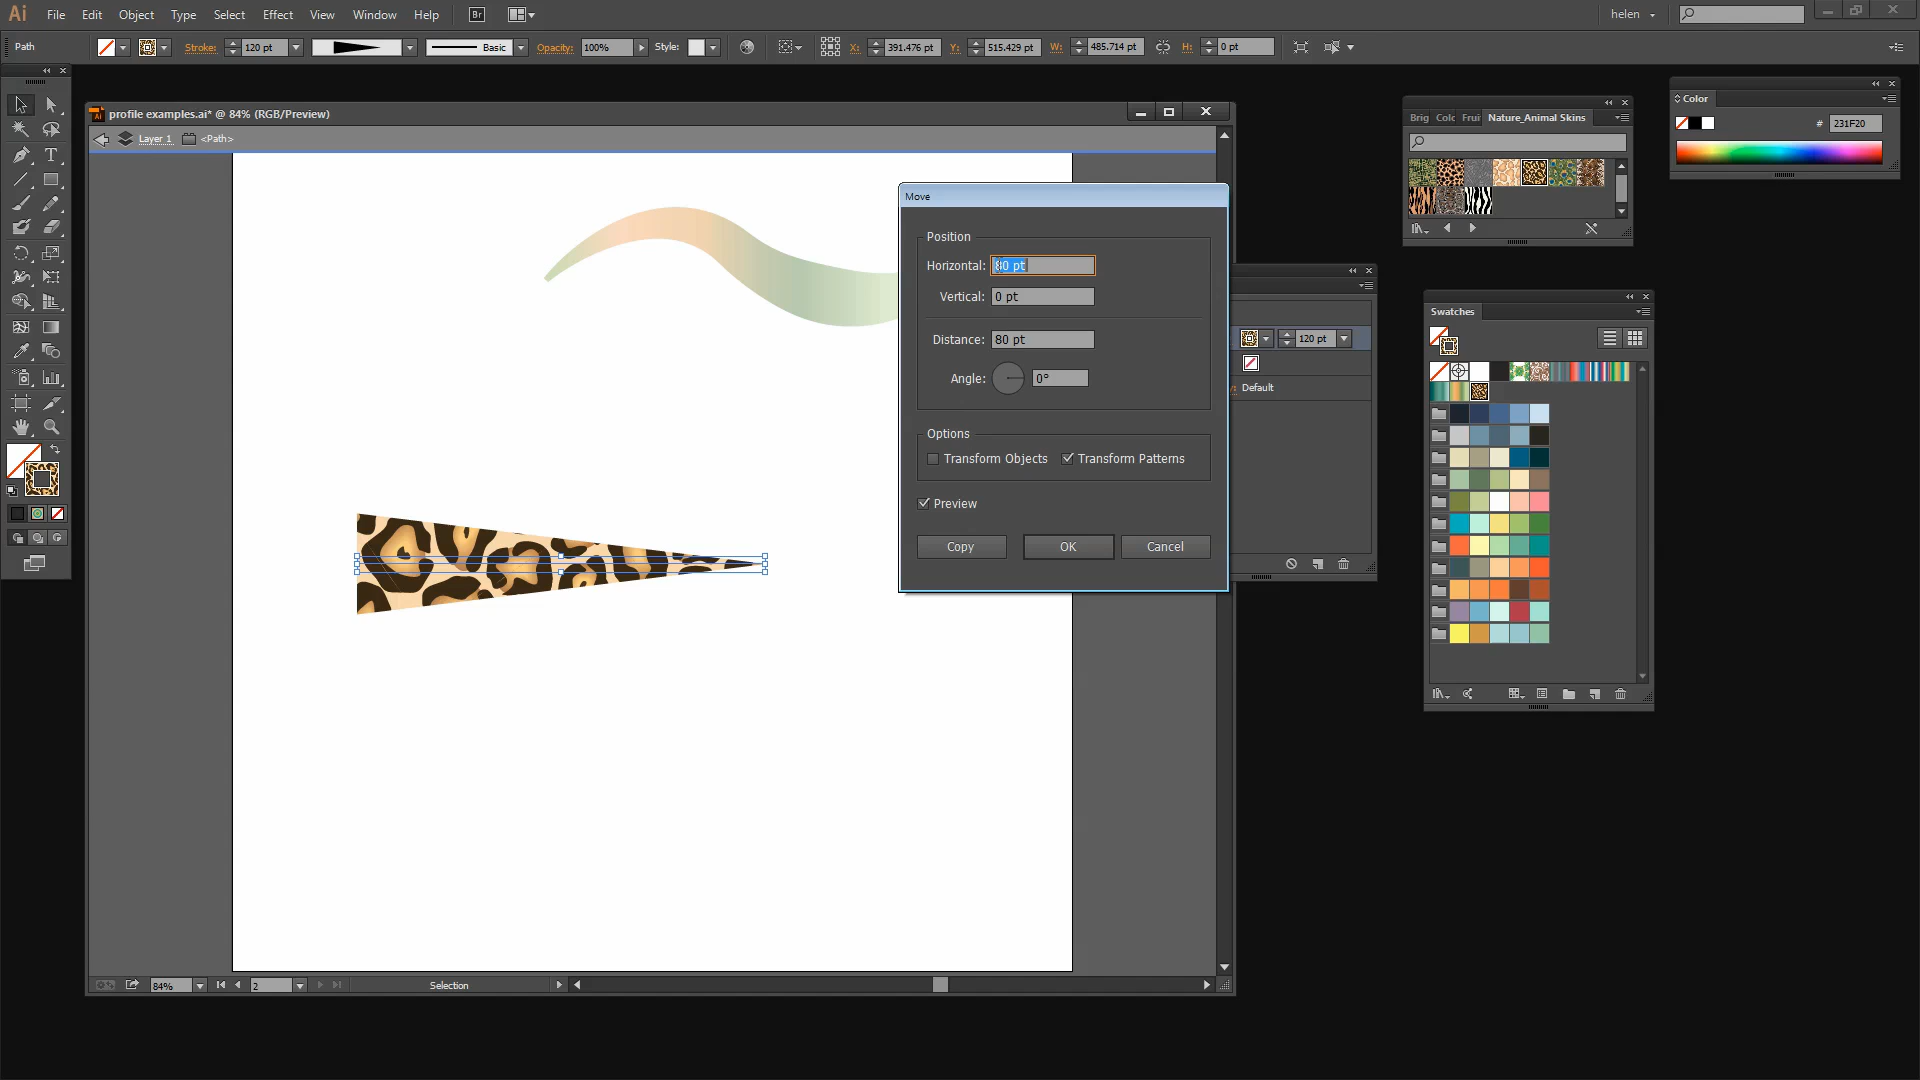 Ai File Edit Object Type Select Effect View Window Help Br helen
Path Stroke: 120 pt Basic Opacity: 100% Style: X: 391.476 pt Y: 515.429 pt W: 485.714 pt H: 0 pt
profile examples.ai* @ 84% (RGB/Preview)
Layer 1 <Path>
Move
Position
Horizontal: 80 pt
Vertical: 0 pt
Distance: 80 pt
Angle: 0°
Options
Transform Objects Transform Patterns
Preview
Copy OK Cancel
120 pt
Default
Brig Colc Frui Nature_Animal Skins
Color
# 231F20
Swatches
84% 2 Selection